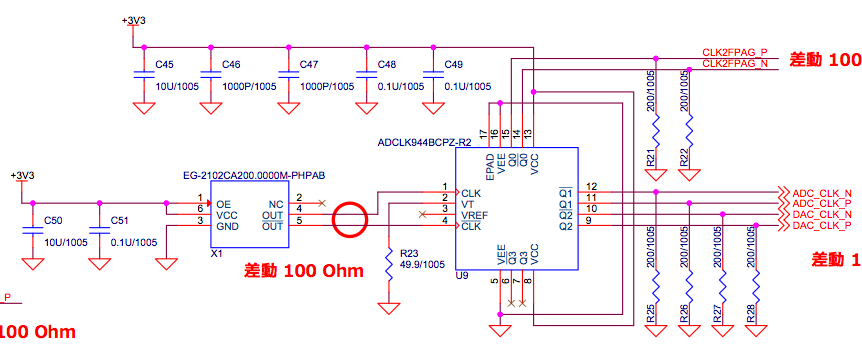 +3V3
CLK2FPAG_P
CLK2FPAG_N
差動 100
C45
C46
C47
C48
C49
10U/1005
1000P/1005
1000P/1005
0.1U/1005
0.1U/1005
200/1005
200/1005
R21
R22
17
16
15
14
13
ADCLK944BCPZ-R2
EPAD
VEE
Q0
Q0
VCC
+3V3
EG-2102CA200.0000M-PHPAB
1
6
3
OE
VCC
GND
NC
OUT
OUT
2
4
5
X1
C50
C51
10U/1005
0.1U/1005
差動 100 Ohm
R23
49.9/1005
1
2
3
4
CLK
VT
VREF
CLK
Q1
Q1
Q2
Q2
12
11
10
9
ADC_CLK_N
ADC_CLK_P
DAC_CLK_N
DAC_CLK_P
差動 1
VEE
Q3
Q3
VCC
5
6
7
8
U9
200/1005
200/1005
200/1005
200/1005
R25
R26
R27
R28
_P
100 Ohm